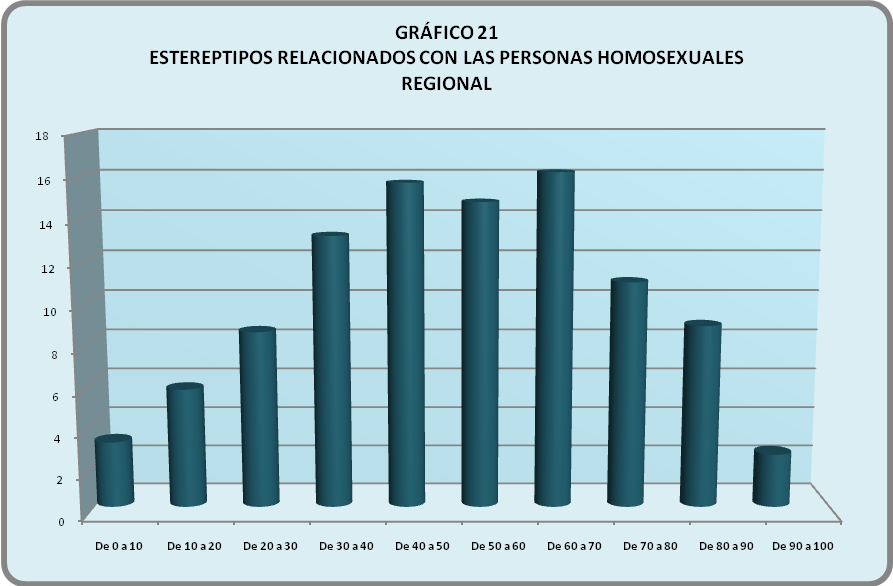 GRÁFICO 21
ESTEREPTIPOS RELACIONADOS CON LAS PERSONAS HOMOSEXUALES
REGIONAL
18
16
14
12
10
8
6
4
2
0
De 0 a 10 De 10 a 20 De 20 a 30 De 30 a 40 De 40 a 50 De 50 a 60 De 60 a 70 De 70 a 80 De 80 a 90 De 90 a 100